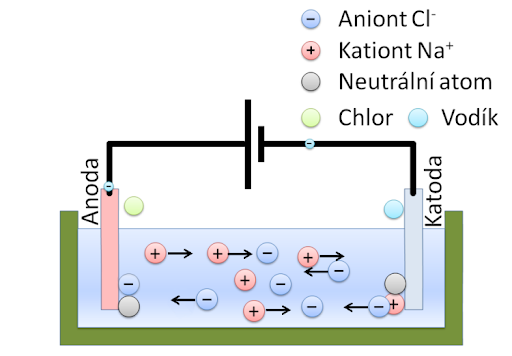 Aniont Cl⁻
Kationt Na⁺
Neutrální atom
Chlor Vodík
Anoda
Katoda